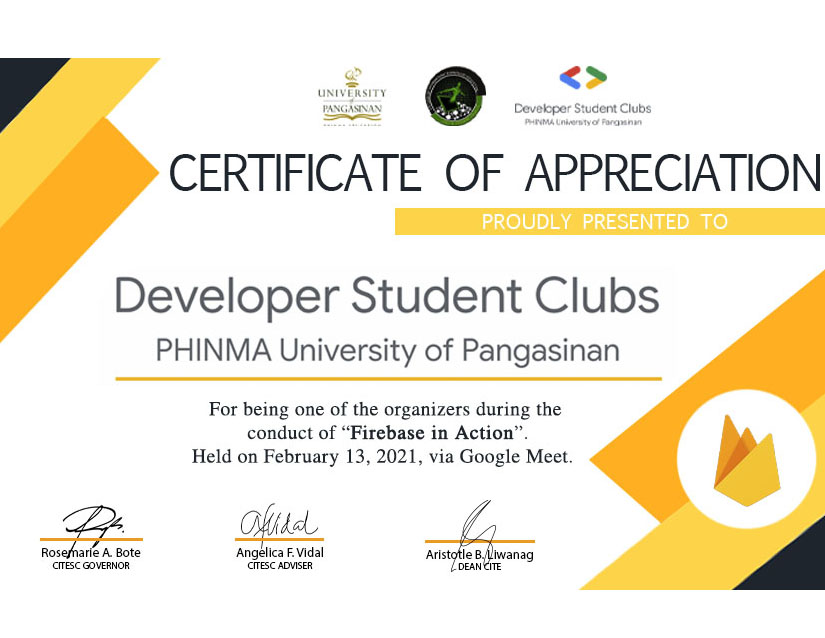 UNIVERSITY
of
PANGASINAN
Developer Student Clubs
PHINMA University of Pangasinan
CERTIFICATE OF APPRECIATION
PROUDLY PRESENTED TO
Developer Student Clubs
PHINMA University of Pangasinan
For being one of the organizers during the
conduct of “Firebase in Action”.
Held on February 13, 2021, via Google Meet.
Rosemarie A. Bote
CITESC GOVERNOR
Angelica F. Vidal
CITESC ADVISER
Aristotle B. Liwanag
DEAN CITE